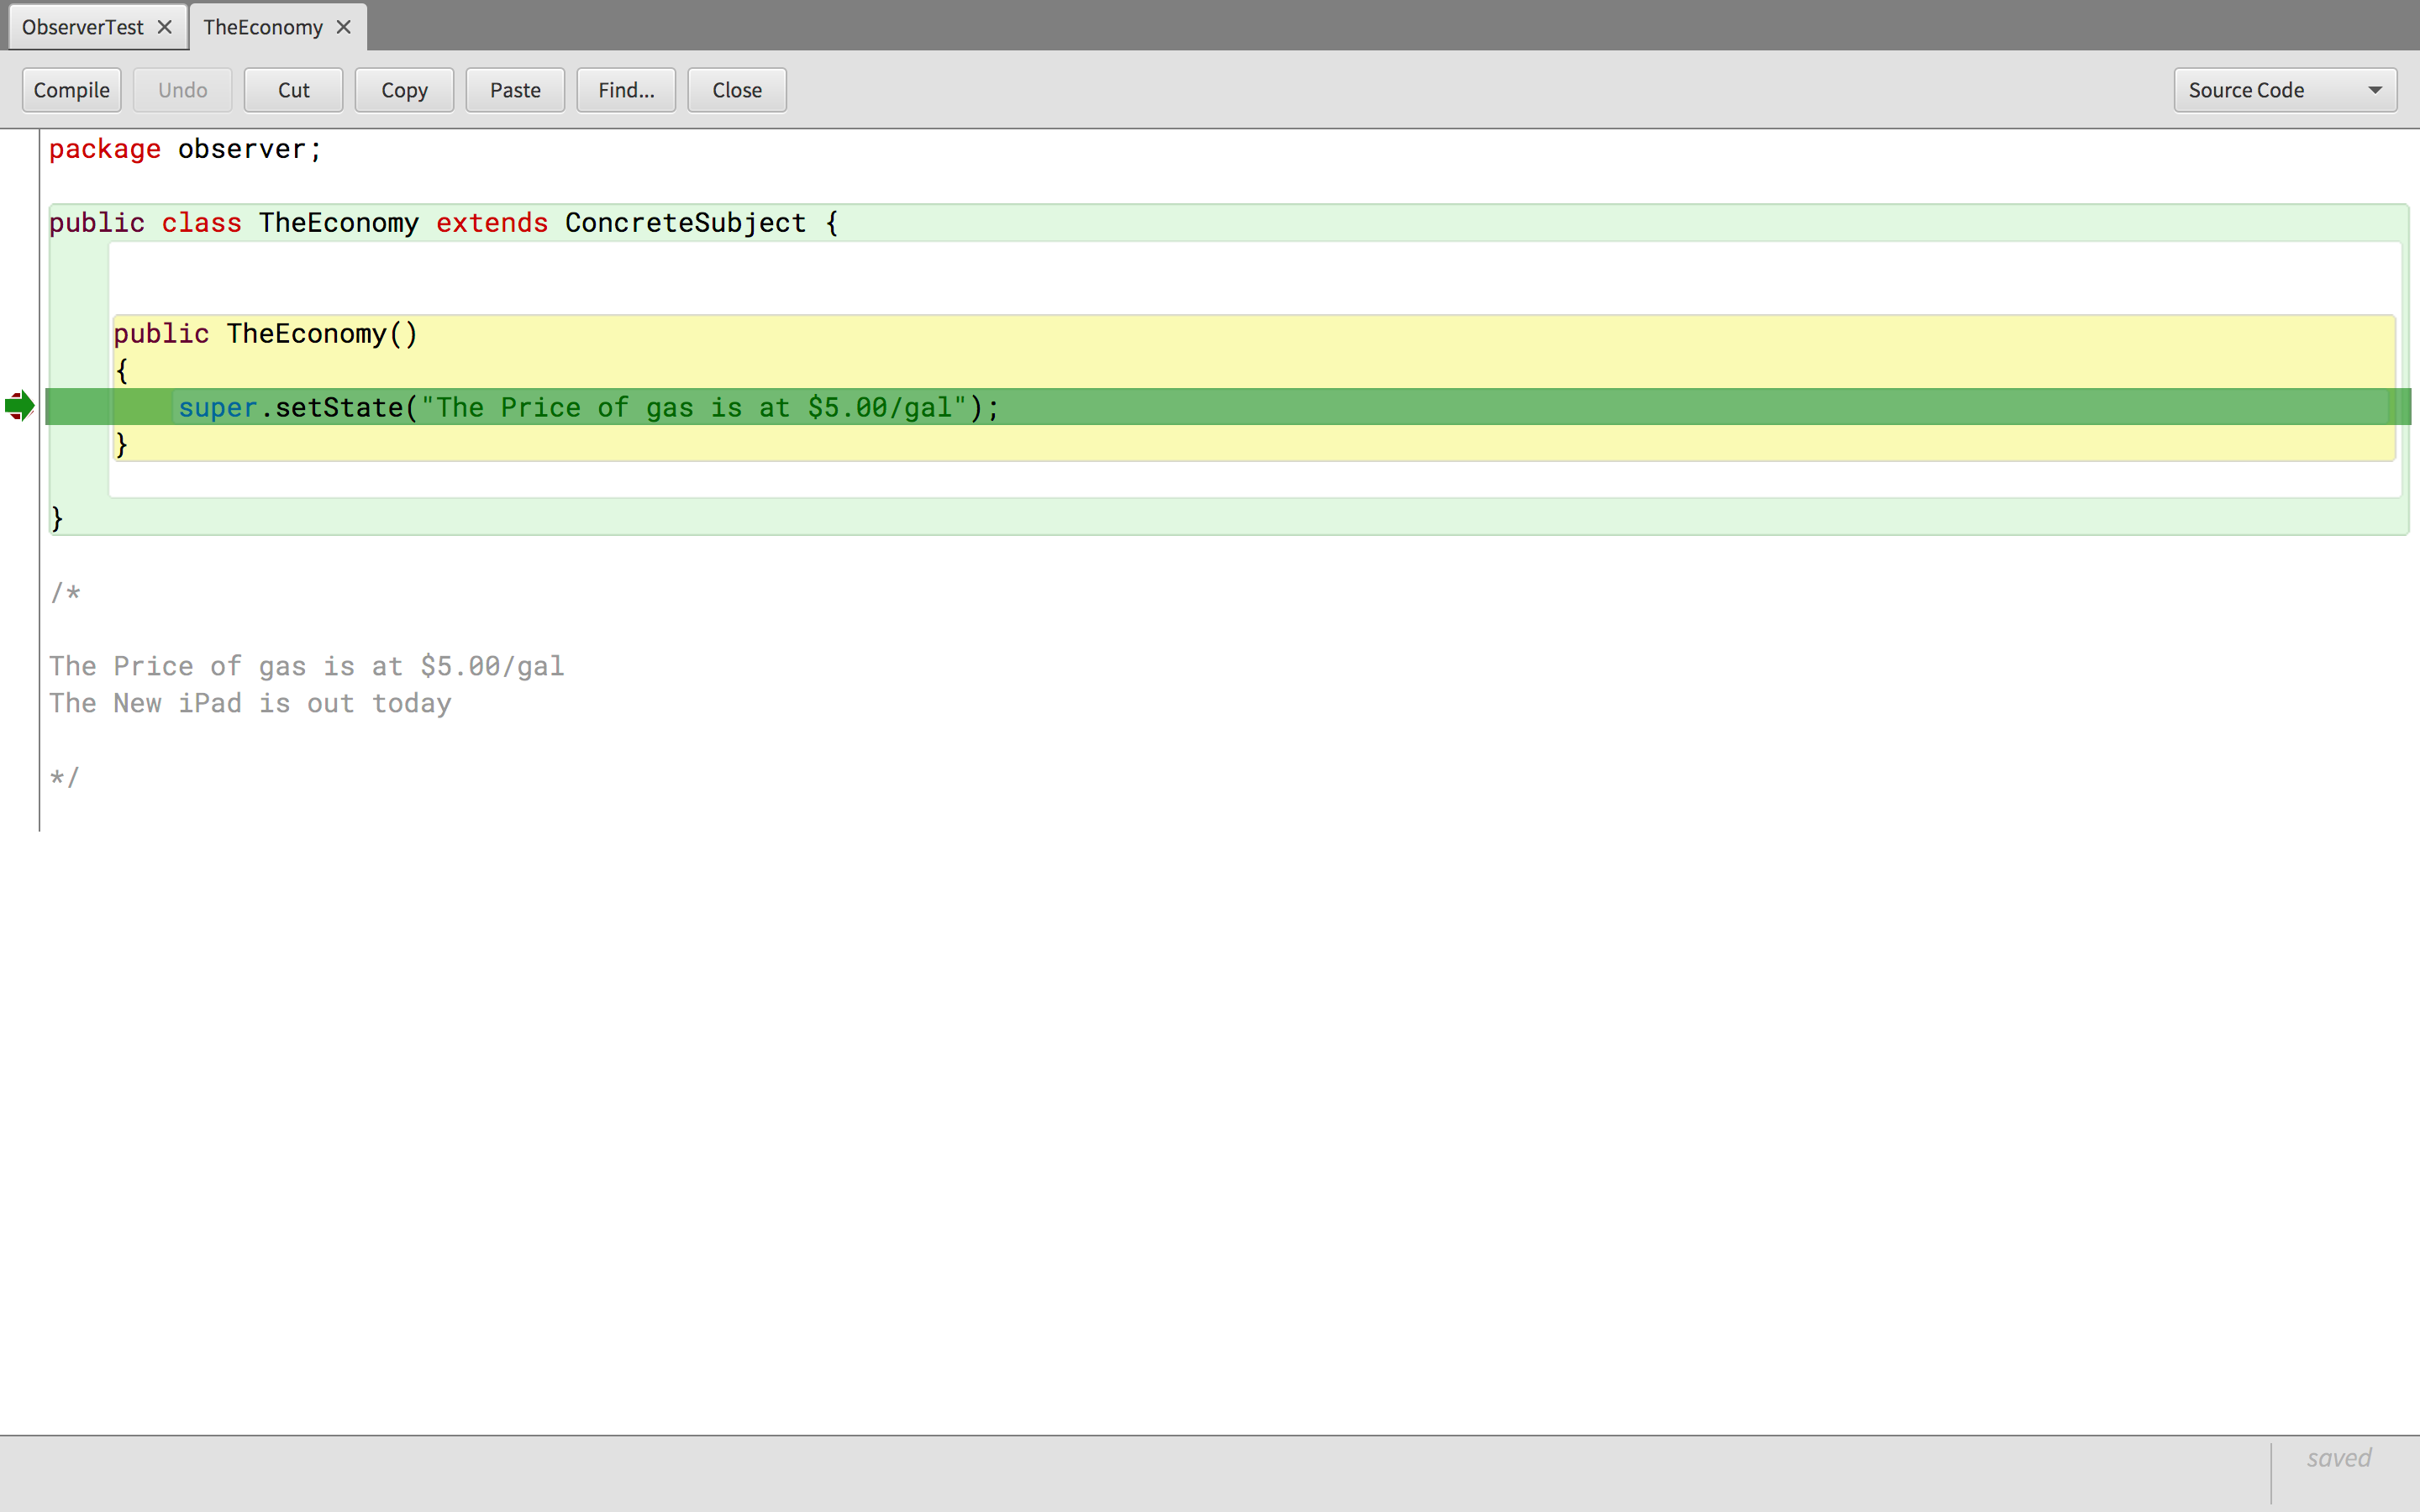 ObserverTest TheEconomy
Compile Undo Cut Copy Paste Find... Close Source Code
package observer;
public class TheEconomy extends ConcreteSubject {
public TheEconomy()
{
super.setState("The Price of gas is at $5.00/gal");
}
}
/*
The Price of gas is at $5.00/gal
The New iPad is out today
*/
saved